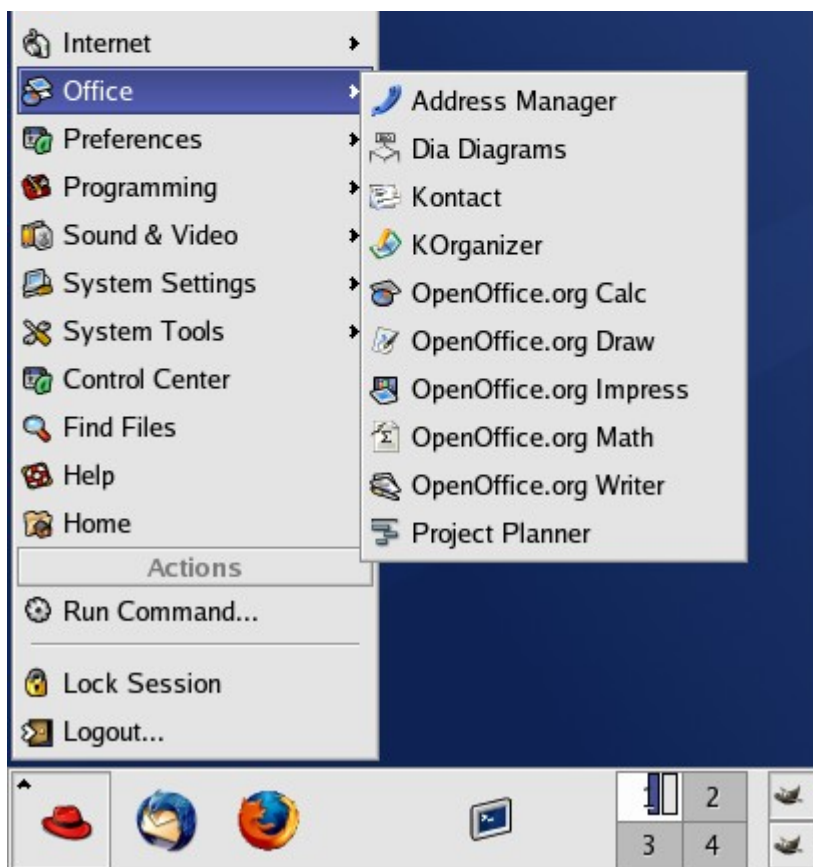 Internet
Office
Preferences
Programming
Sound & Video
System Settings
System Tools
Control Center
Find Files
Help
Home
Actions
Run Command...
Lock Session
Logout...
Address Manager
Dia Diagrams
Kontact
KOrganizer
OpenOffice.org Calc
OpenOffice.org Draw
OpenOffice.org Impress
OpenOffice.org Math
OpenOffice.org Writer
Project Planner
1 2
3 4